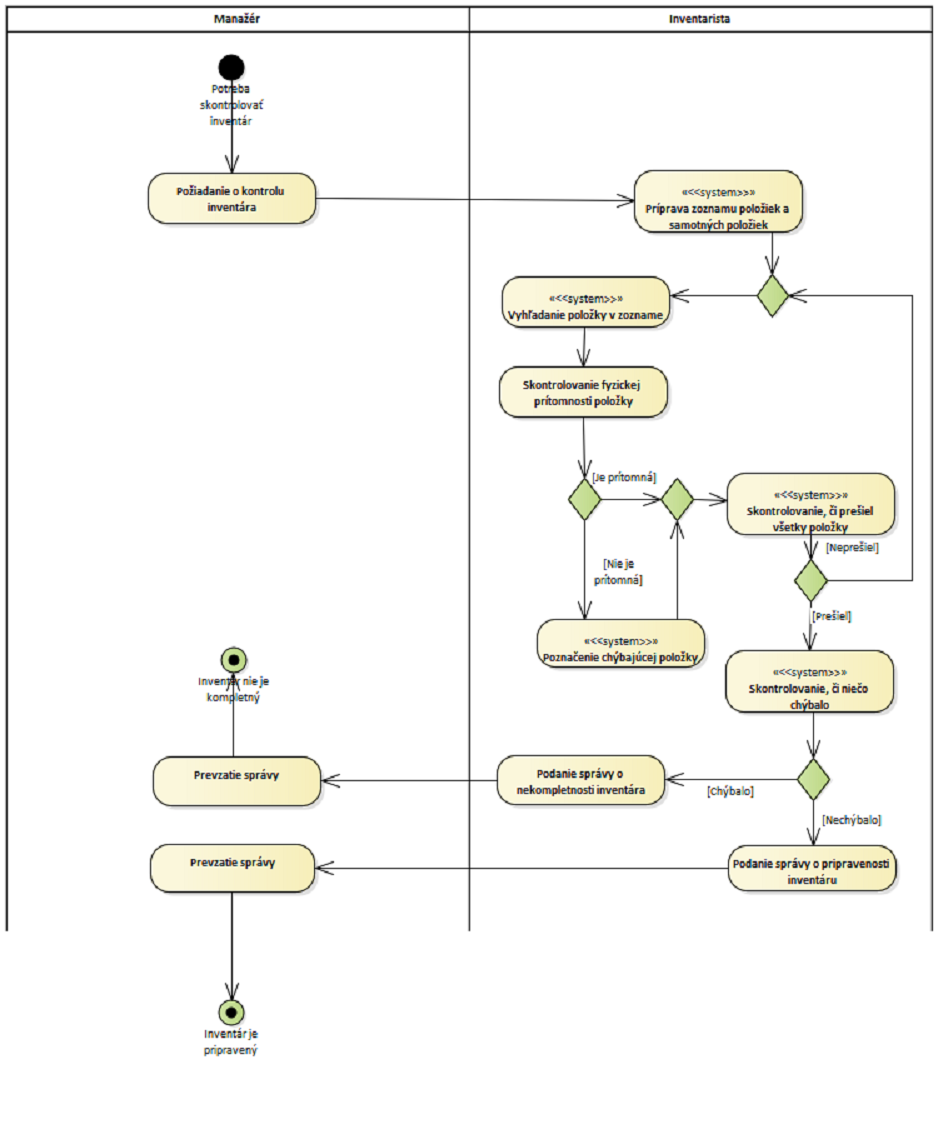 Manažér
Inventarista
Potreba
skontrolovať
inventár
Požiadanie o kontrolu
inventára
«<<system>>»
Príprava zoznamu položiek a
samotných položiek
«<<system>>»
Vyhľadanie položky v zozname
Skontrolovanie fyzickej
prítomnosti položky
[Je prítomná]
«<<system>>»
Skontrolovanie, či prešiel
všetky položky
[Neprešiel]
[Nie je
prítomná]
[Prešiel]
«<<system>>»
Poznačenie chýbajúcej položky
«<<system>>»
Skontrolovanie, či niečo
chýbalo
Inventár nie je
kompletný
Prevzatie správy
Podanie správy o
nekompletnosti inventára
[Chýbalo]
[Nechýbalo]
Prevzatie správy
Podanie správy o pripravenosti
inventáru
Inventár je
pripravený